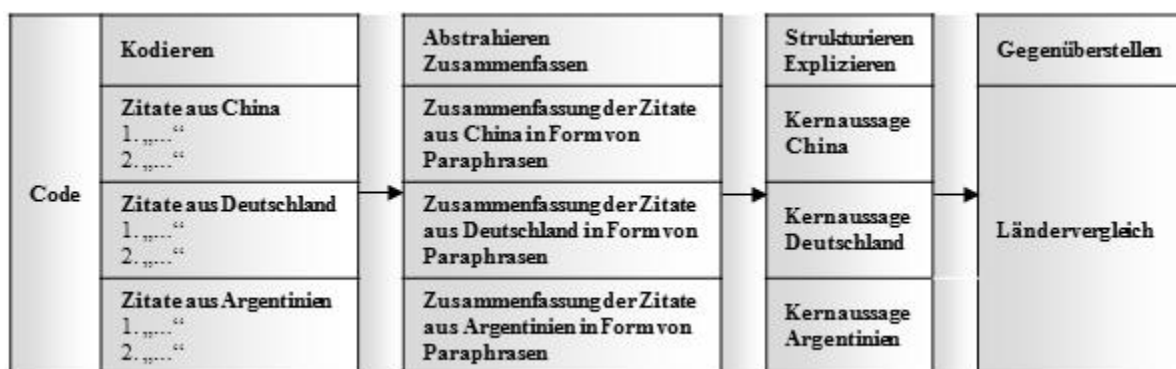 Kodieren
Abstrahieren
Zusammenfassen
Strukturieren
Explizieren
Gegenüberstellen
Code
Zitate aus China
1. „…“
2. „…“
Zusammenfassung der Zitate
aus China in Form von
Paraphrasen
Kernaussage
China
Zitate aus Deutschland
1. „…“
2. „…“
Zusammenfassung der Zitate
aus Deutschland in Form von
Paraphrasen
Kernaussage
Deutschland
Zitate aus Argentinien
1. „…“
2. „…“
Zusammenfassung der Zitate
aus Argentinien in Form von
Paraphrasen
Kernaussage
Argentinien
Ländervergleich